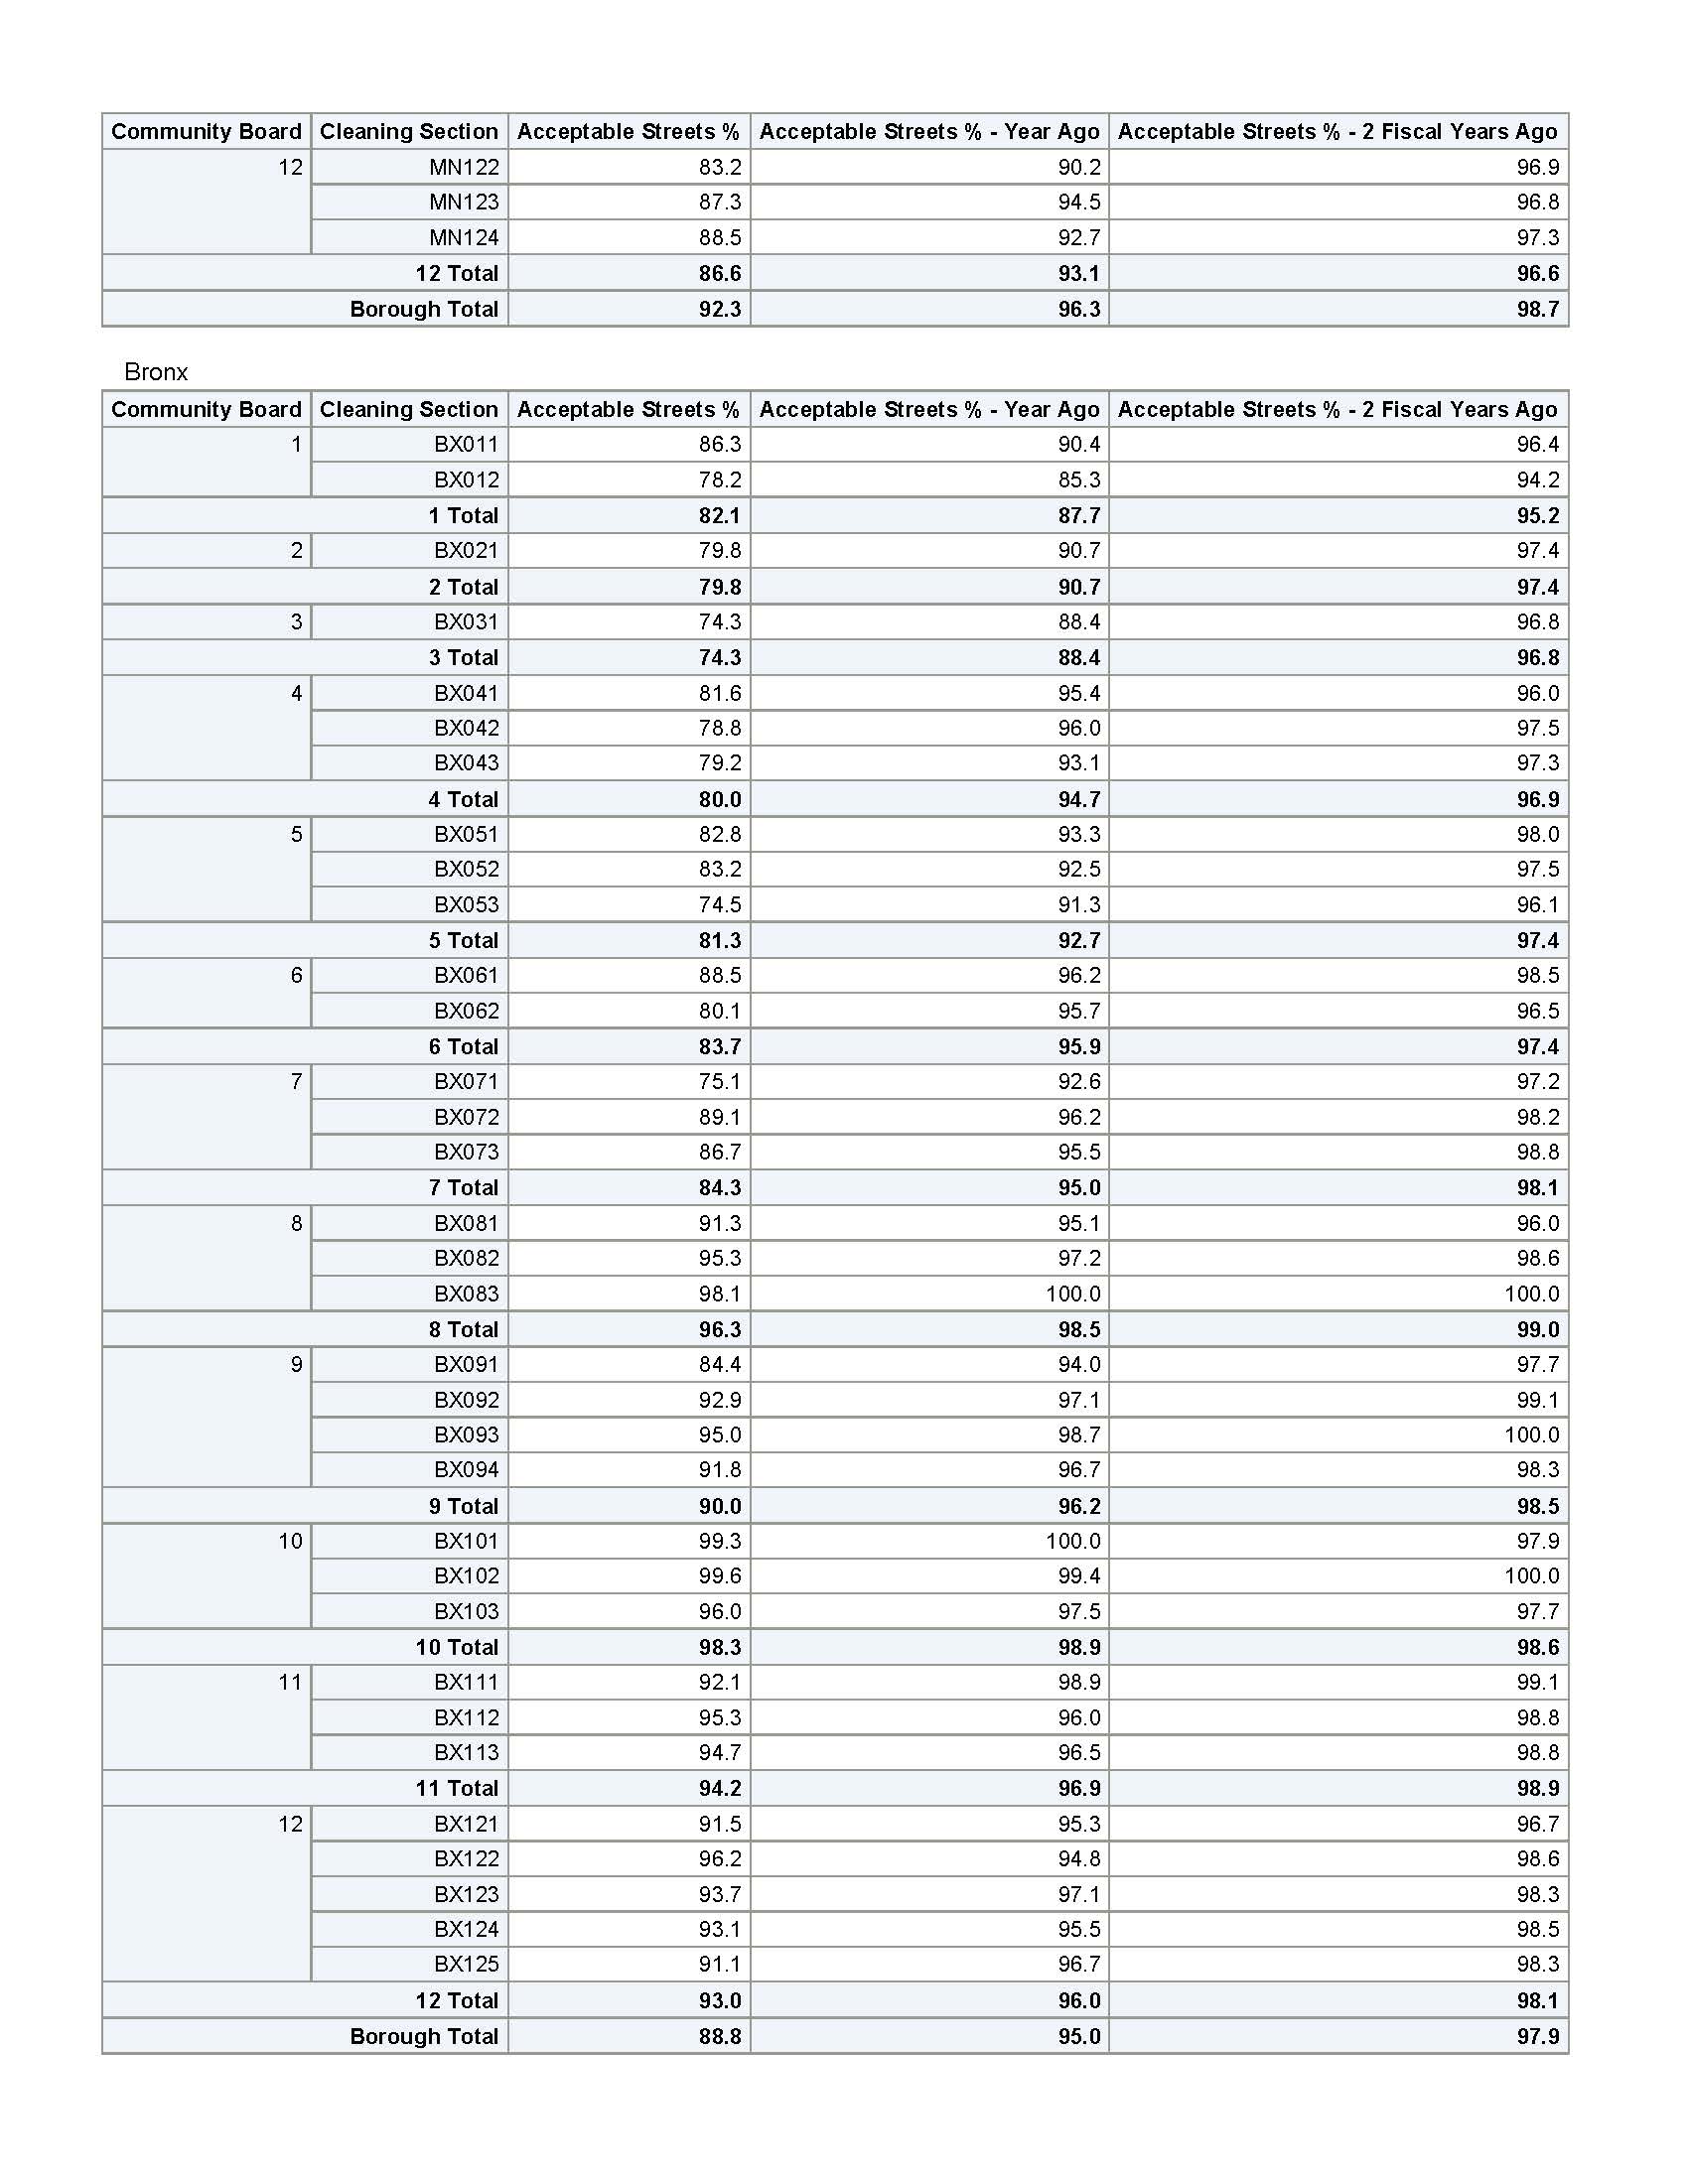 Community Board Cleaning Section Acceptable Streets % Acceptable Streets % - Year Ago Acceptable Streets % - 2 Fiscal Years Ago
12 MN122 83.2 90.2 96.9
MN123 87.3 94.5 96.8
MN124 88.5 92.7 97.3
12 Total 86.6 93.1 96.6
Borough Total 92.3 96.3 98.7
Bronx
Community Board Cleaning Section Acceptable Streets % Acceptable Streets % - Year Ago Acceptable Streets % - 2 Fiscal Years Ago
1 BX011 86.3 90.4 96.4
BX012 78.2 85.3 94.2
1 Total 82.1 87.7 95.2
2 BX021 79.8 90.7 97.4
2 Total 79.8 90.7 97.4
3 BX031 74.3 88.4 96.8
3 Total 74.3 88.4 96.8
4 BX041 81.6 95.4 96.0
BX042 78.8 96.0 97.5
BX043 79.2 93.1 97.3
4 Total 80.0 94.7 96.9
5 BX051 82.8 93.3 98.0
BX052 83.2 92.5 97.5
BX053 74.5 91.3 96.1
5 Total 81.3 92.7 97.4
6 BX061 88.5 96.2 98.5
BX062 80.1 95.7 96.5
6 Total 83.7 95.9 97.4
7 BX071 75.1 92.6 97.2
BX072 89.1 96.2 98.2
BX073 86.7 95.5 98.8
7 Total 84.3 95.0 98.1
8 BX081 91.3 95.1 96.0
BX082 95.3 97.2 98.6
BX083 98.1 100.0 100.0
8 Total 96.3 98.5 99.0
9 BX091 84.4 94.0 97.7
BX092 92.9 97.1 99.1
BX093 95.0 98.7 100.0
BX094 91.8 96.7 98.3
9 Total 90.0 96.2 98.5
10 BX101 99.3 100.0 97.9
BX102 99.6 99.4 100.0
BX103 96.0 97.5 97.7
10 Total 98.3 98.9 98.6
11 BX111 92.1 98.9 99.1
BX112 95.3 96.0 98.8
BX113 94.7 96.5 98.8
11 Total 94.2 96.9 98.9
12 BX121 91.5 95.3 96.7
BX122 96.2 94.8 98.6
BX123 93.7 97.1 98.3
BX124 93.1 95.5 98.5
BX125 91.1 96.7 98.3
12 Total 93.0 96.0 98.1
Borough Total 88.8 95.0 97.9